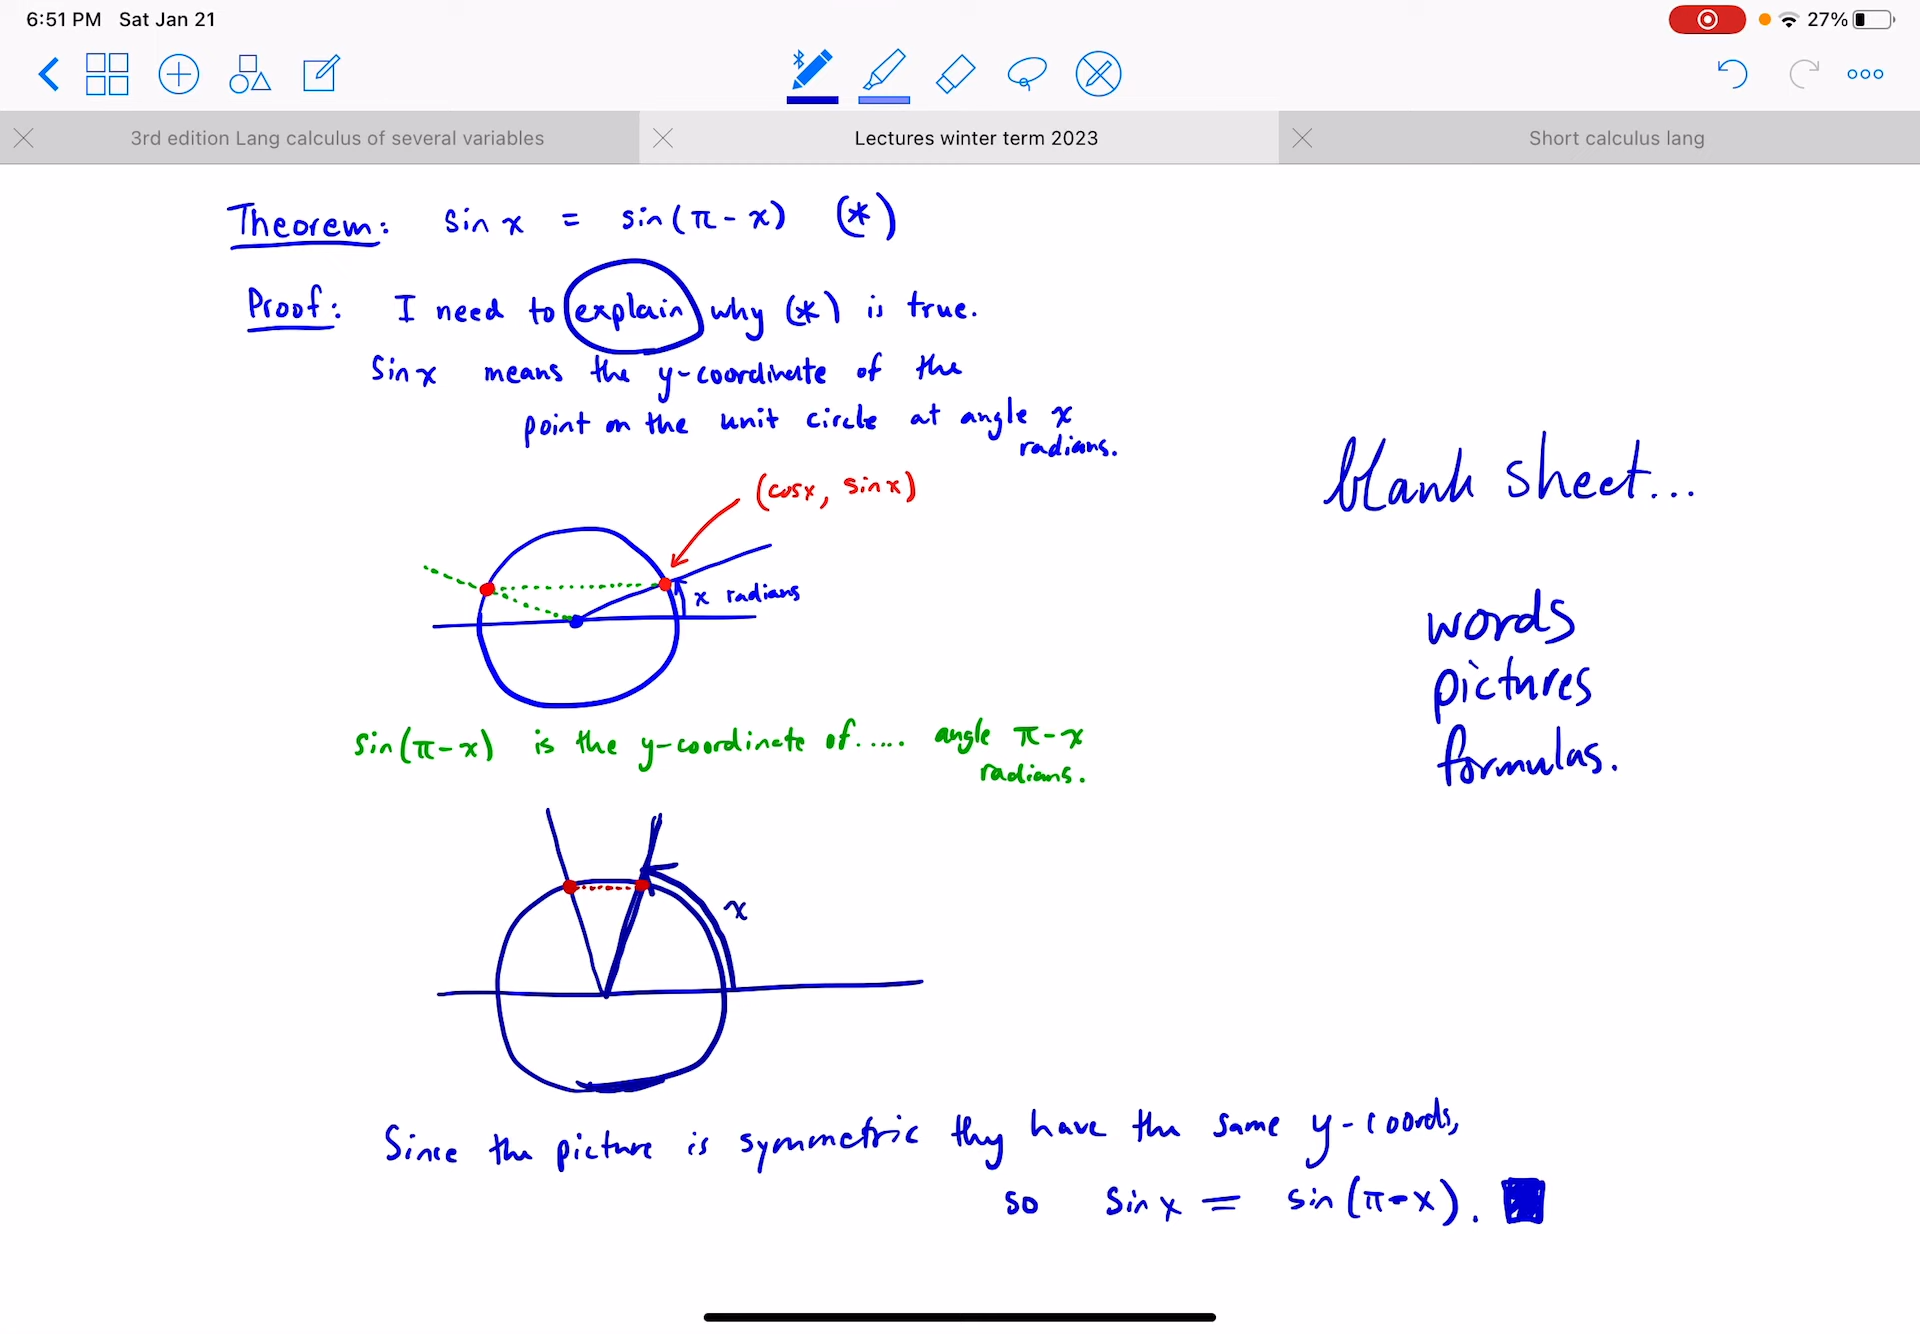 6:51 PM Sat Jan 21
27%
3rd edition Lang calculus of several variables
Lectures winter term 2023
Short calculus lang
Theorem: sin x = sin(π - x) (*)
Proof: I need to explain why (*) is true.
Sin x means the y-coordinate of the
point on the unit circle at angle x
radians.
(cos x, sin x)
x radians
sin(π-x) is the y-coordinate of..... angle π-x
radians.
x
Since the picture is symmetric they have the same y-coords,
so sin x = sin(π-x).
blank sheet...
words
pictures
formulas.